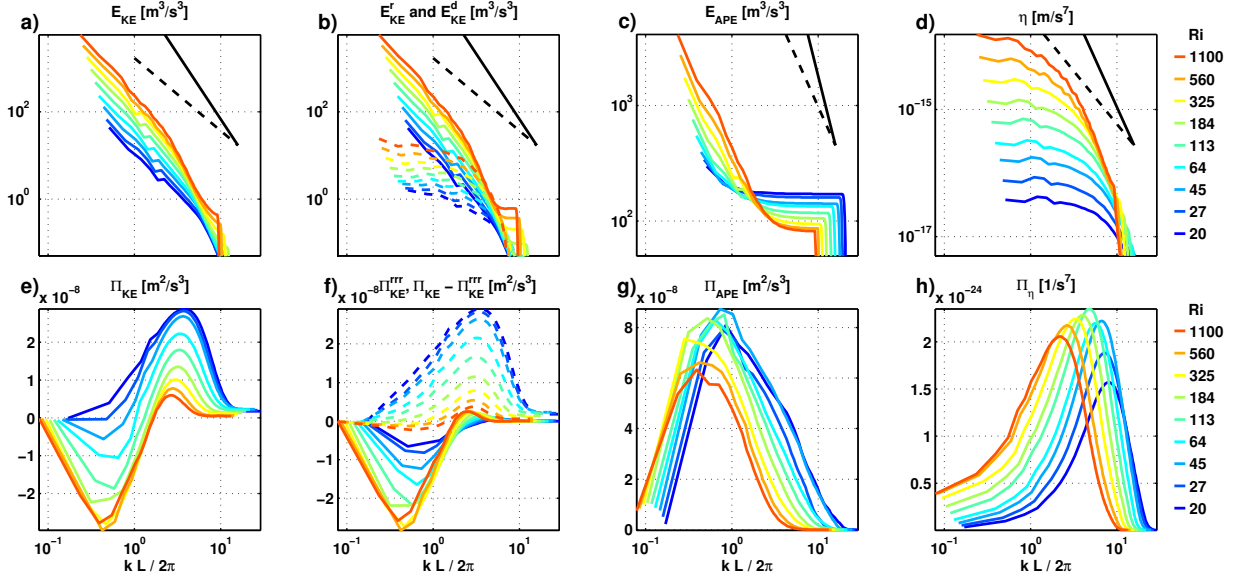 a) E_KE [m³/s³]
10²
10⁰
b) E^r_KE and E^d_KE [m³/s³]
10²
10⁰
c) E_APE [m³/s³]
10³
10²
d) η [m/s⁷]
10⁻¹⁵
10⁻¹⁷
Ri
1100
560
325
184
113
64
45
27
20
e) x 10⁻⁸ Π_KE [m²/s³]
2
1
0
−1
−2
10⁻¹ 10⁰ 10¹
k L / 2π
f) x 10⁻⁸ Π^rrr_KE, Π_KE − Π^rrr_KE [m²/s³]
2
1
0
−1
−2
10⁻¹ 10⁰ 10¹
k L / 2π
g) x 10⁻⁸ Π_APE [m²/s³]
8
6
4
2
0
10⁻¹ 10⁰ 10¹
k L / 2π
h) x 10⁻²⁴ Π_η [1/s⁷]
2
1.5
1
0.5
0
10⁻¹ 10⁰ 10¹
k L / 2π
Ri
1100
560
325
184
113
64
45
27
20